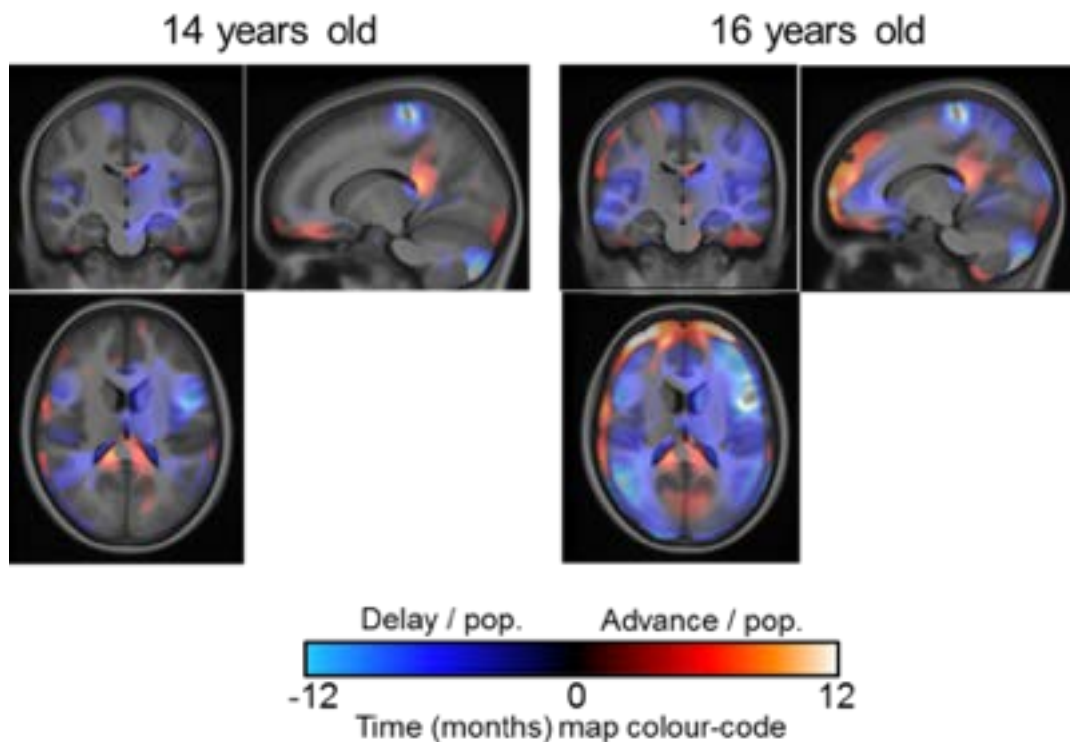 14 years old
16 years old
Delay / pop.
Advance / pop.
-12
0
12
Time (months) map colour-code